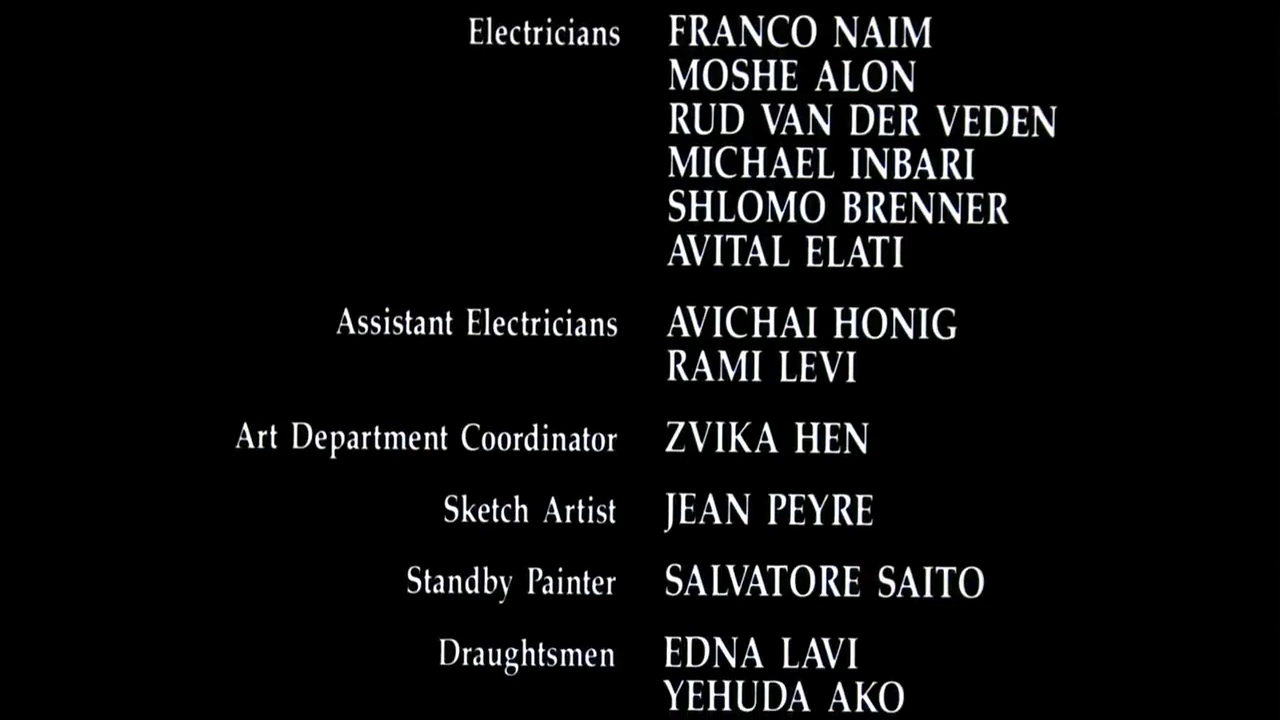 Electricians FRANCO NAIM
MOSHE ALON
RUD VAN DER VEDEN
MICHAEL INBARI
SHLOMO BRENNER
AVITAL ELATI
Assistant Electricians AVICHAI HONIG
RAMI LEVI
Art Department Coordinator ZVIKA HEN
Sketch Artist JEAN PEYRE
Standby Painter SALVATORE SAITO
Draughtsmen EDNA LAVI
YEHUDA AKO